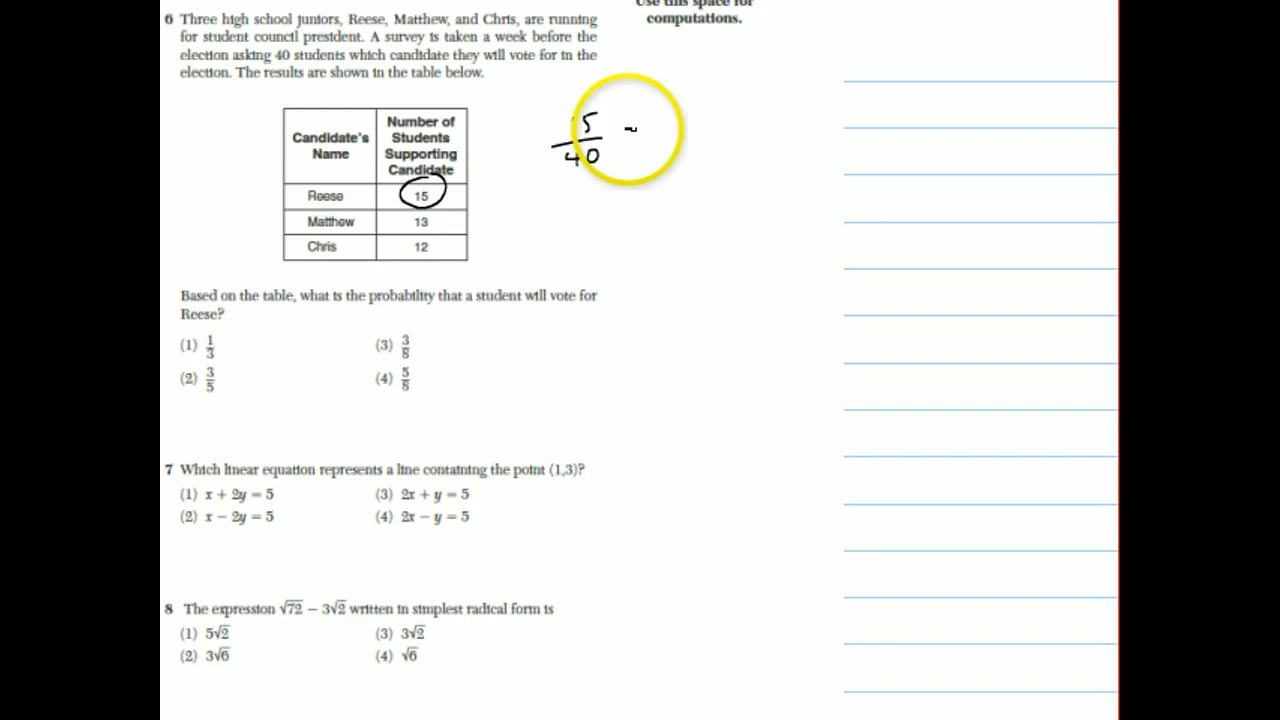 Use this space for
computations.
6 Three high school juniors, Reese, Matthew, and Chris, are running
for student council president. A survey is taken a week before the
election asking 40 students which candidate they will vote for in the
election. The results are shown in the table below.
Candidate's Name | Number of Students Supporting Candidate
Reese | 15
Matthew | 13
Chris | 12
15/40 =
Based on the table, what is the probability that a student will vote for
Reese?
(1) 1/3 (3) 3/8
(2) 3/5 (4) 5/8
7 Which linear equation represents a line containing the point (1,3)?
(1) x + 2y = 5 (3) 2x + y = 5
(2) x − 2y = 5 (4) 2x − y = 5
8 The expression √72 − 3√2 written in simplest radical form is
(1) 5√2 (3) 3√2
(2) 3√6 (4) √6